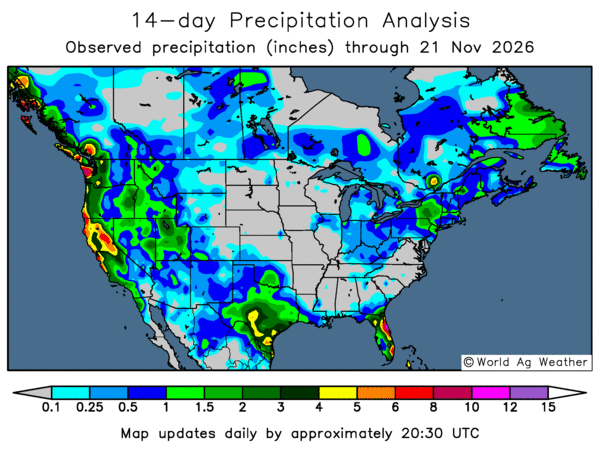 14-day Precipitation Analysis
Observed precipitation (inches) through 21 Nov 2026
© World Ag Weather
0.1 0.25 0.5 1 1.5 2 3 4 5 6 8 10 12 15
Map updates daily by approximately 20:30 UTC